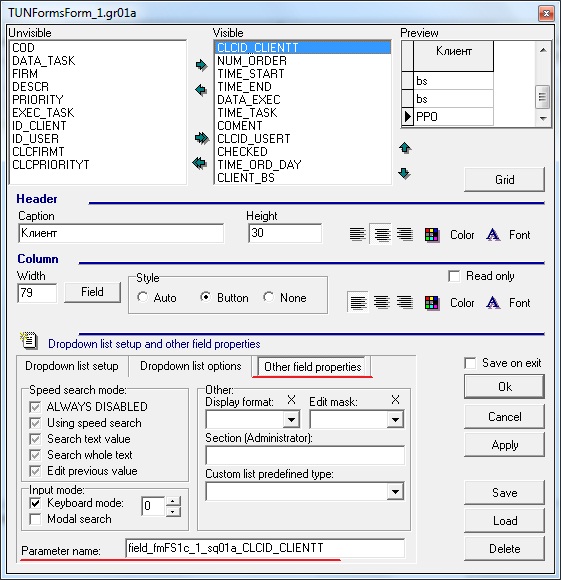 TUNFormsForm_1.gr01a
Unvisible
COD
DATA_TASK
FIRM
DESCR
PRIORITY
EXEC_TASK
ID_CLIENT
ID_USER
CLCFIRMT
CLCPRIORITYT
Visible
CLCID_CLIENTT
NUM_ORDER
TIME_START
TIME_END
DATA_EXEC
TIME_TASK
COMENT
CLCID_USERT
CHECKED
TIME_ORD_DAY
CLIENT_BS
Preview
Клиент
bs
bs
PPO
Grid
Header
Caption
Клиент
Height
30
Color
A Font
Column
Width
79
Field
Style
Auto
Button
None
Read only
Color
A Font
Dropdown list setup and other field properties
Dropdown list setup
Dropdown list options
Other field properties
Speed search mode:
ALWAYS DISABLED
Using speed search
Search text value
Search whole text
Edit previous value
Input mode:
Keyboard mode:
0
Modal search
Other:
Display format:
X
Edit mask:
X
Section (Administrator):
Custom list predefined type:
Parameter name:
field_fmFS1c_1_sq01a_CLCID_CLIENTT
Save on exit
Ok
Cancel
Apply
Save
Load
Delete